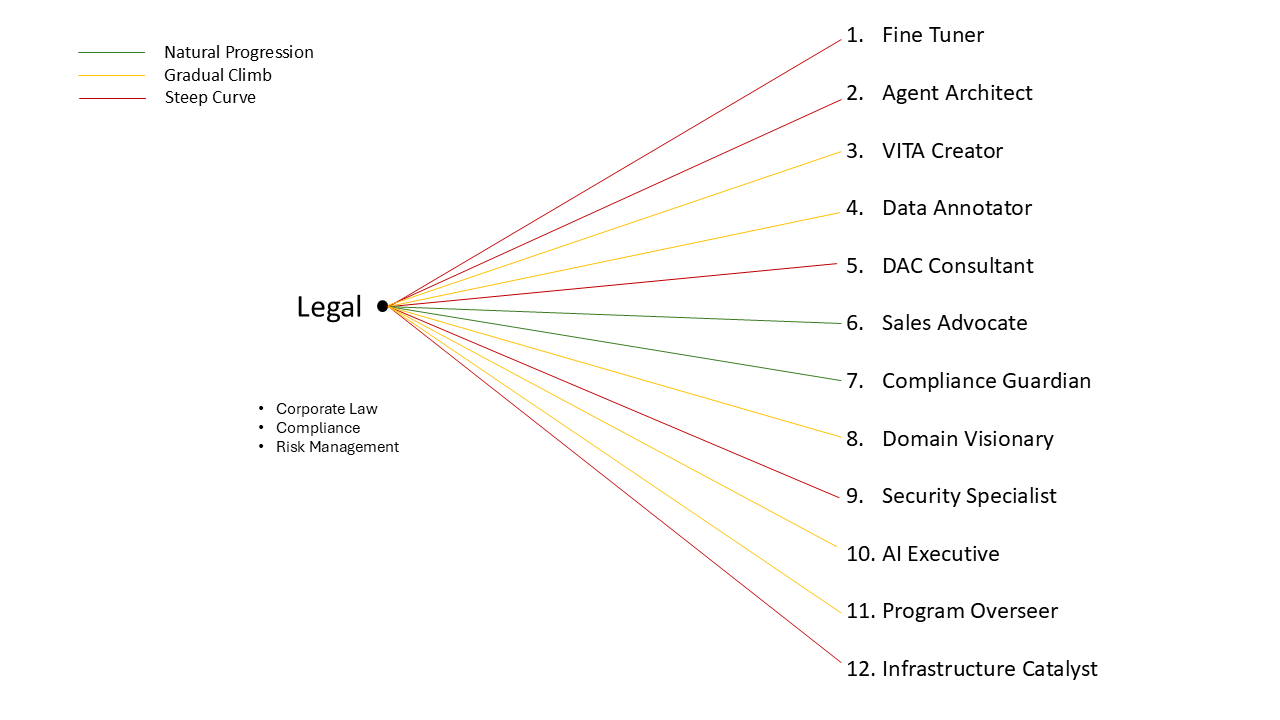 Natural Progression
Gradual Climb
Steep Curve
1. Fine Tuner
2. Agent Architect
3. VITA Creator
4. Data Annotator
5. DAC Consultant
Legal
6. Sales Advocate
7. Compliance Guardian
• Corporate Law
• Compliance
• Risk Management
8. Domain Visionary
9. Security Specialist
10. AI Executive
11. Program Overseer
12. Infrastructure Catalyst